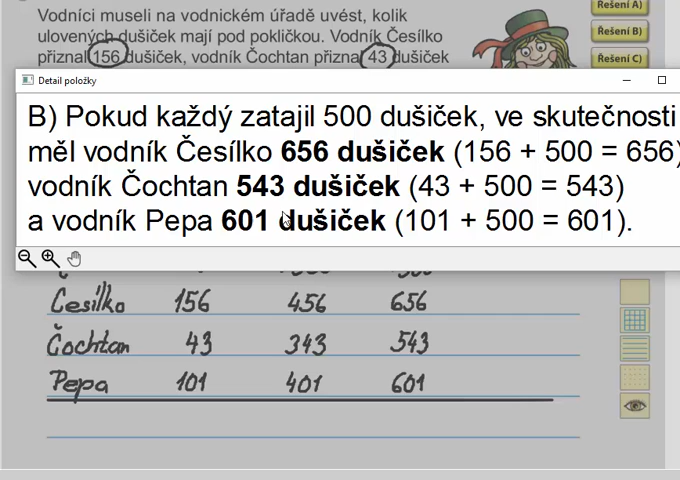 Vodníci museli na vodnickém úřadě uvést, kolik
ulovených dušiček mají pod pokličkou. Vodník Česílko
přiznal 156 dušiček, vodník Čochtan přiznal 43 dušiček
Řešení A)
Řešení B)
Řešení C)
Detail položky
B) Pokud každý zatajil 500 dušiček, ve skutečnosti
měl vodník Česílko 656 dušiček (156 + 500 = 656)
vodník Čochtan 543 dušiček (43 + 500 = 543)
a vodník Pepa 601 dušiček (101 + 500 = 601).
Česílko 156 456 656
Čochtan 43 343 543
Pepa 101 401 601